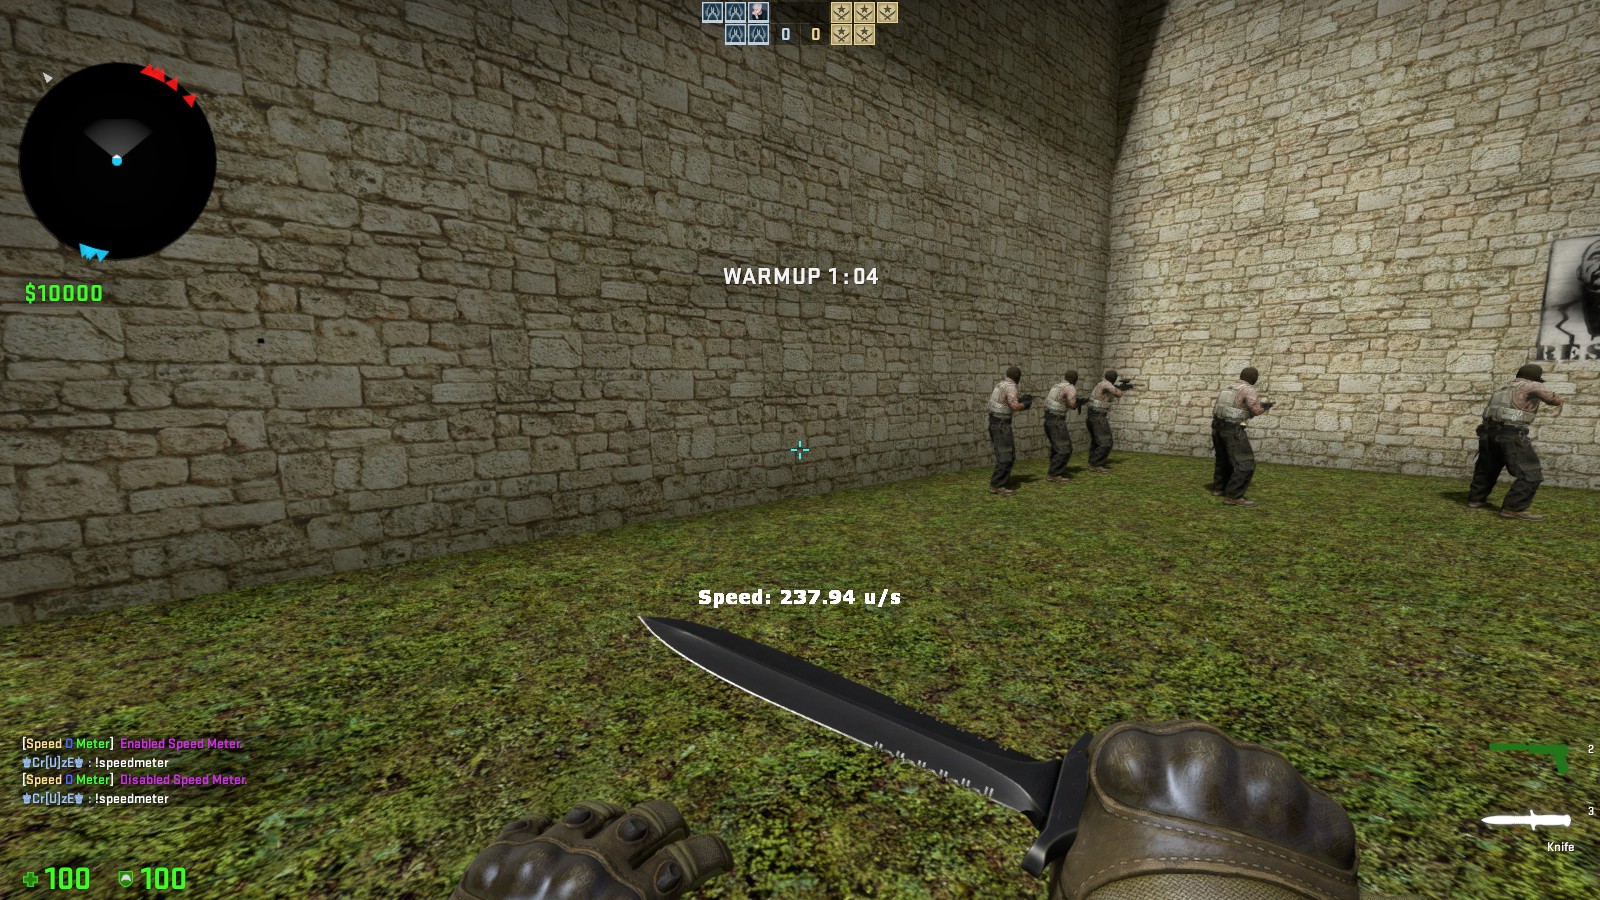 0 0
WARMUP 1:04
$10000
RES
Speed: 237.94 u/s
[Speed O Meter] Enabled Speed Meter.
Cr[U]zE : !speedmeter
[Speed O Meter] Disabled Speed Meter.
Cr[U]zE : !speedmeter
2
3
Knife
100 100